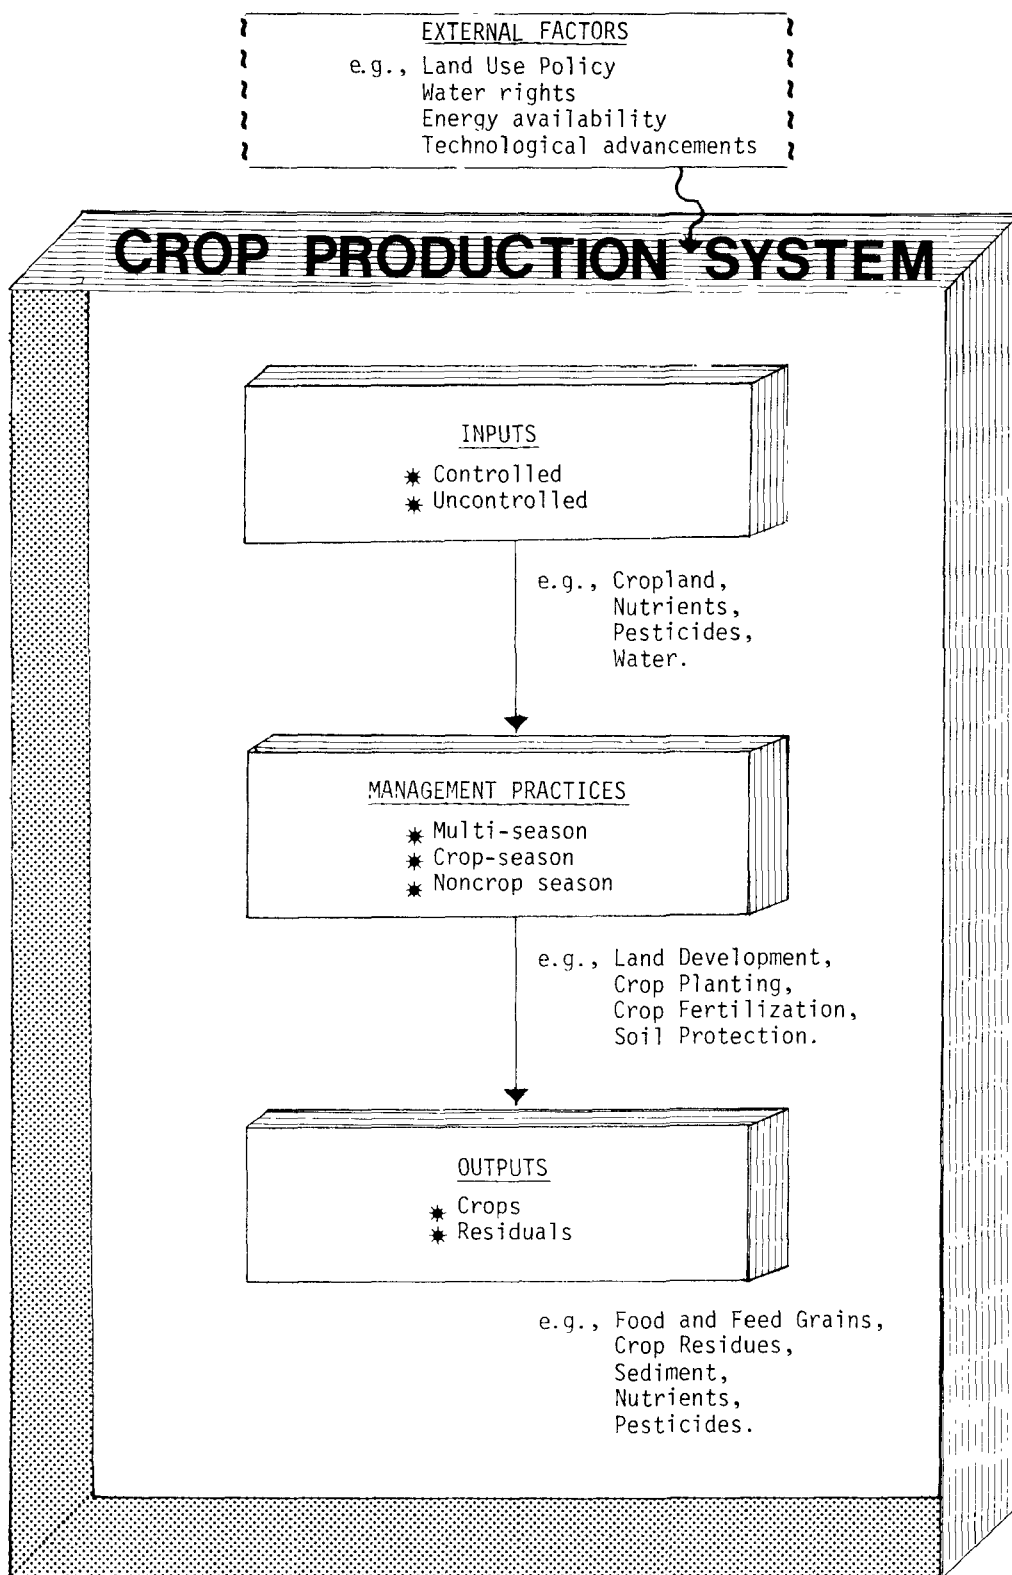 EXTERNAL FACTORS
e.g., Land Use Policy
Water rights
Energy availability
Technological advancements
CROP PRODUCTION SYSTEM
INPUTS
Controlled
Uncontrolled
e.g., Cropland,
Nutrients,
Pesticides,
Water.
MANAGEMENT PRACTICES
Multi-season
Crop-season
Noncrop season
e.g., Land Development,
Crop Planting,
Crop Fertilization,
Soil Protection.
OUTPUTS
Crops
Residuals
e.g., Food and Feed Grains,
Crop Residues,
Sediment,
Nutrients,
Pesticides.